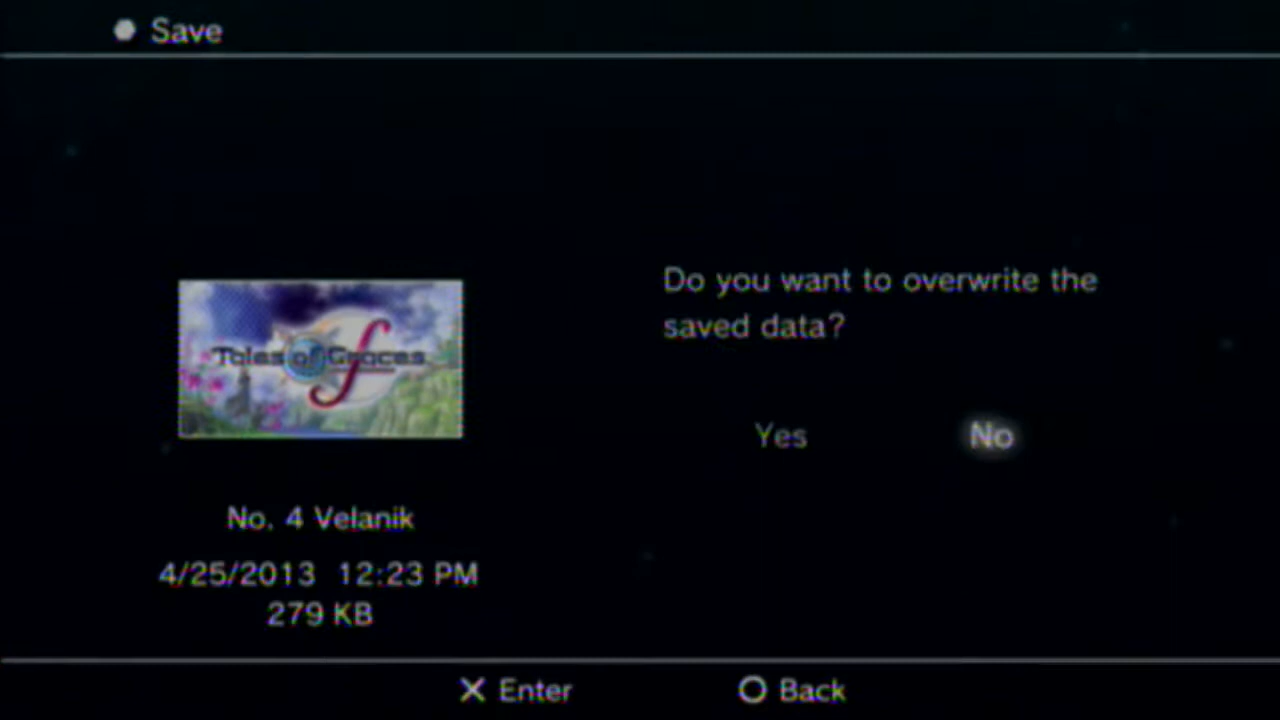 Save
Tales of Graces f
Do you want to overwrite the
saved data?
Yes No
No. 4 Velanik
4/25/2013 12:23 PM
279 KB
Enter Back